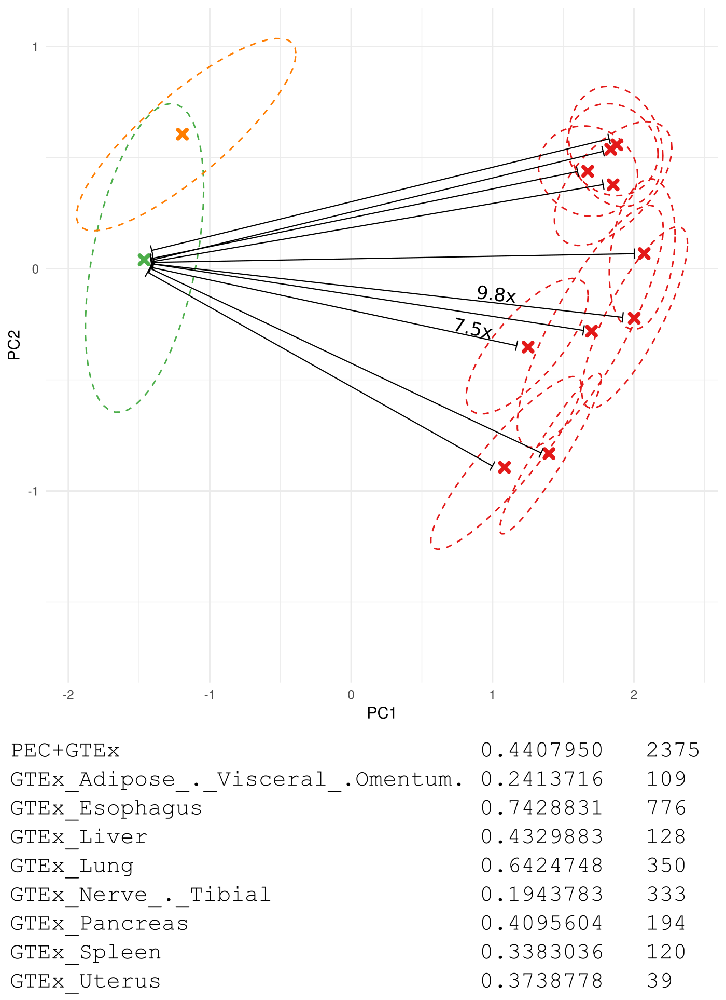 1
9.8x
0
7.5x
PC2
-1
-2 -1 0 1 2
PC1
PEC+GTEx 0.4407950 2375
GTEx_Adipose_._Visceral_.Omentum. 0.2413716 109
GTEx_Esophagus 0.7428831 776
GTEx_Liver 0.4329883 128
GTEx_Lung 0.6424748 350
GTEx_Nerve_._Tibial 0.1943783 333
GTEx_Pancreas 0.4095604 194
GTEx_Spleen 0.3383036 120
GTEx_Uterus 0.3738778 39